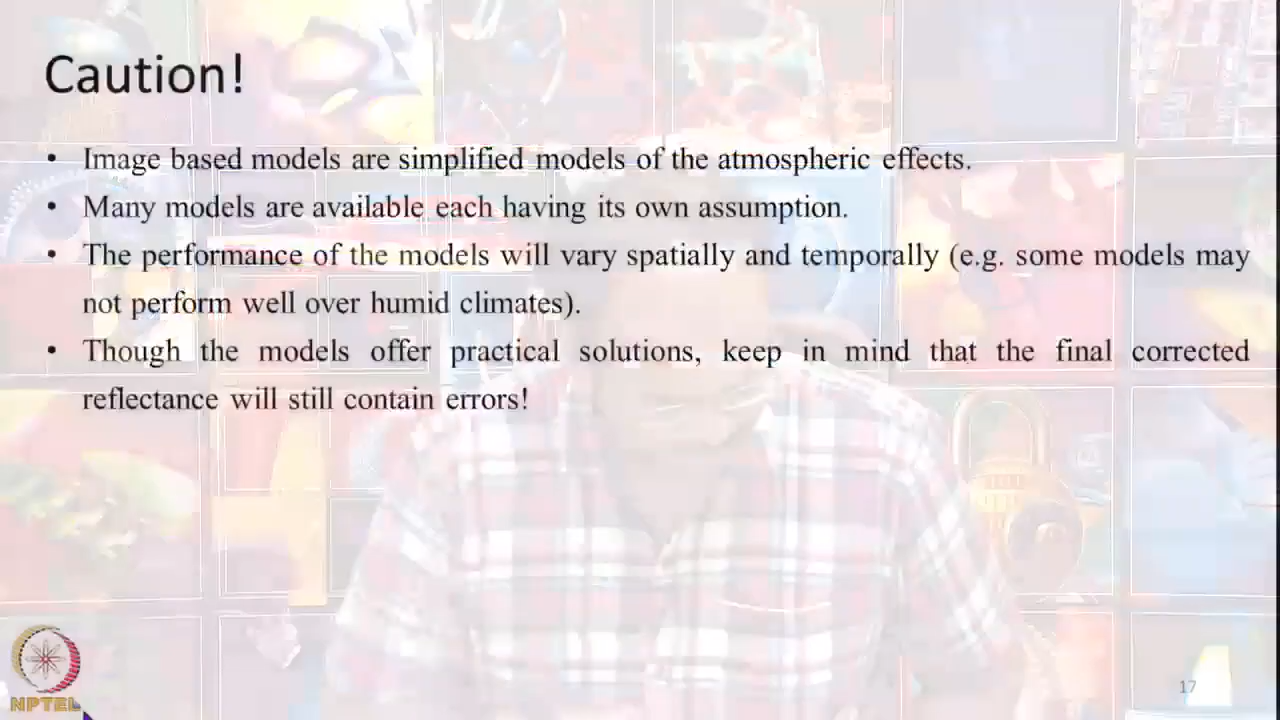 Caution!
• Image based models are simplified models of the atmospheric effects.
• Many models are available each having its own assumption.
• The performance of the models will vary spatially and temporally (e.g. some models may
not perform well over humid climates).
• Though the models offer practical solutions, keep in mind that the final corrected
reflectance will still contain errors!
NPTEL
17